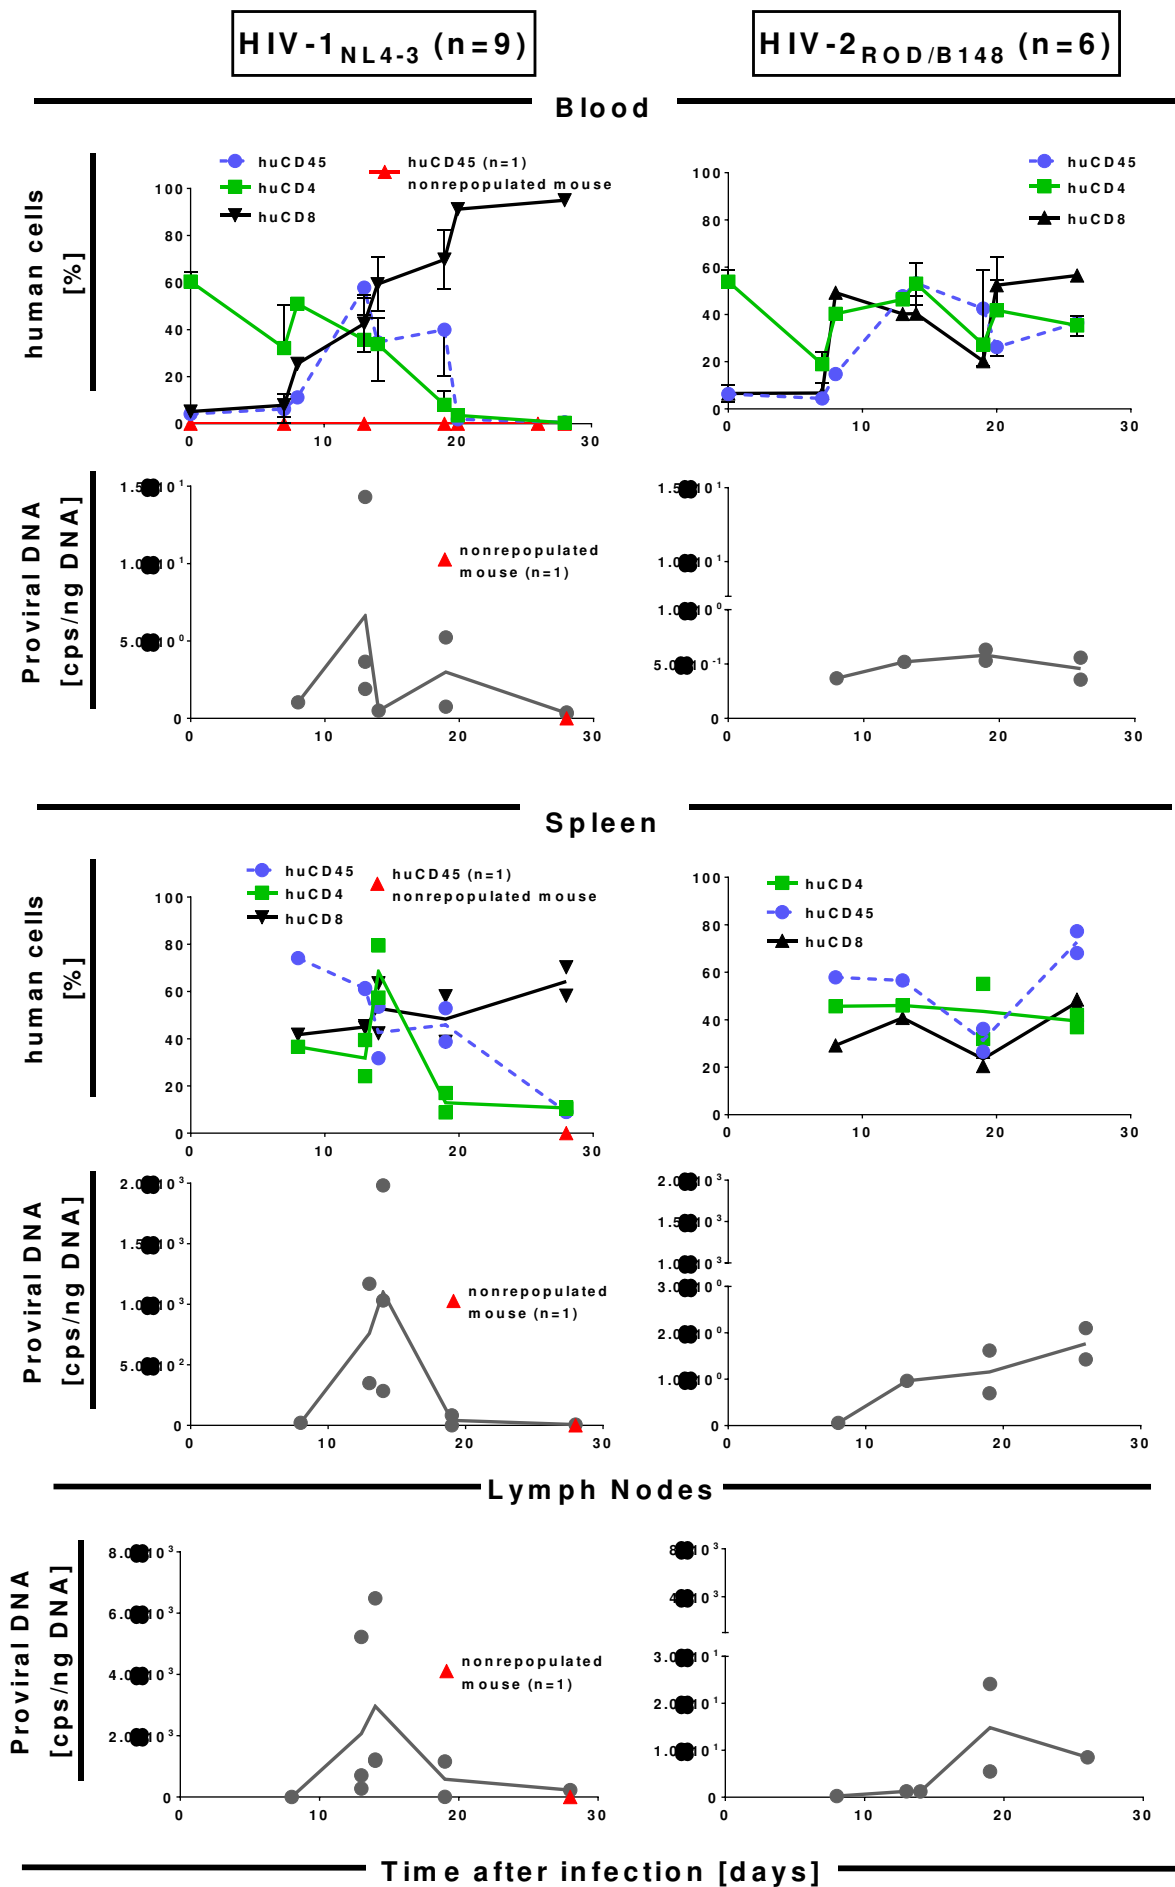 HIV-1NL4-3 (n=9)
HIV-2ROD/B148 (n=6)
Blood
human cells
[%]
huCD45
huCD4
huCD8
huCD45 (n=1)
nonrepopulated mouse
100
80
60
40
20
0
0 10 20 30
huCD45
huCD4
huCD8
100
80
60
40
20
0
0 10 20 30
Proviral DNA
[cps/ng DNA]
nonrepopulated
mouse (n=1)
0
0 10 20 30
0
0 10 20 30
Spleen
human cells
[%]
huCD45
huCD4
huCD8
huCD45 (n=1)
nonrepopulated mouse
100
80
60
40
20
0
0 10 20 30
huCD4
huCD45
huCD8
100
80
60
40
20
0
0 10 20 30
Proviral DNA
[cps/ng DNA]
nonrepopulated
mouse (n=1)
0
0 10 20 30
0
0 10 20 30
Lymph Nodes
Proviral DNA
[cps/ng DNA]
nonrepopulated
mouse (n=1)
0
0 10 20 30
0
0 10 20 30
Time after infection [days]